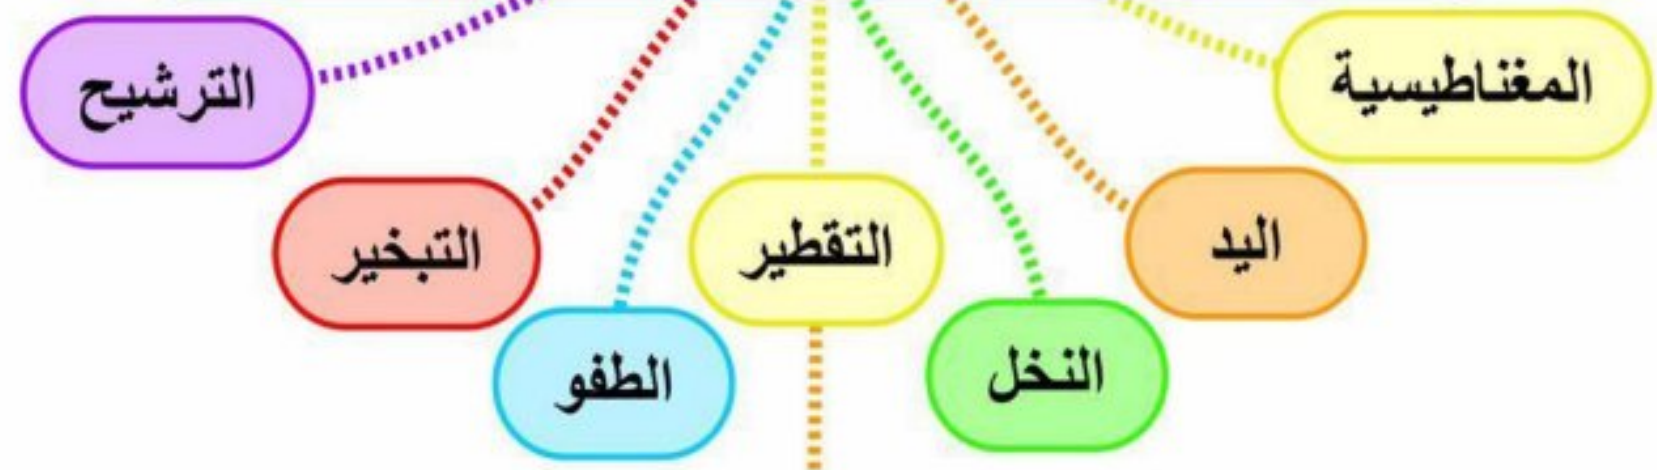 المغناطيسية
اليد
النخل
التقطير
الطفو
التبخير
الترشيح